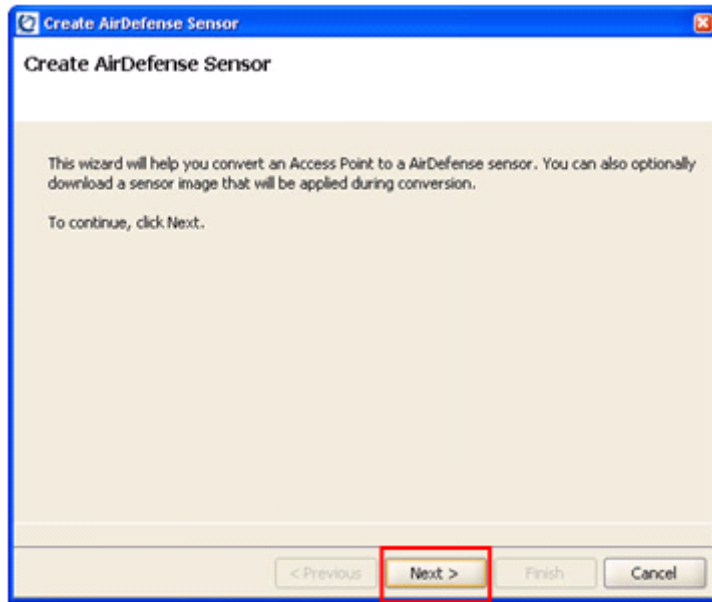 Create AirDefense Sensor
Create AirDefense Sensor
This wizard will help you convert an Access Point to a AirDefense sensor. You can also optionally
download a sensor image that will be applied during conversion.
To continue, click Next.
< Previous Next > Finish Cancel